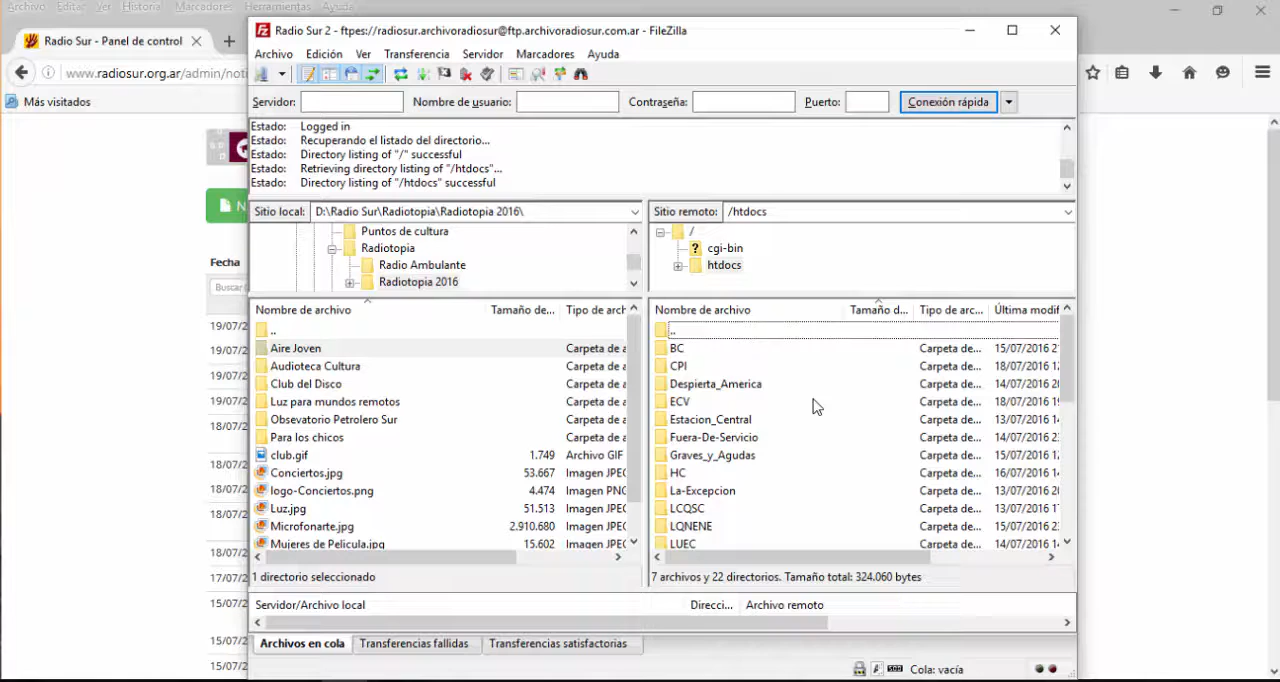 Archivo Editar Ver Historial Marcadores Herramientas Ayuda
Radio Sur - Panel de control
www.radiosur.org.ar/admin/noti
Más visitados
Fecha
Buscar
19/07/2
19/07/2
19/07/2
19/07/2
18/07/2
18/07/2
18/07/2
18/07/2
17/07/2
15/07/2
15/07/2
15/07/2
Radio Sur 2 - ftpes://radiosur.archivoradiosur@ftp.archivoradiosur.com.ar - FileZilla
Archivo Edición Ver Transferencia Servidor Marcadores Ayuda
Servidor: Nombre de usuario: Contraseña: Puerto: Conexión rápida
Estado: Logged in
Estado: Recuperando el listado del directorio...
Estado: Directory listing of "/" successful
Estado: Retrieving directory listing of "/htdocs"...
Estado: Directory listing of "/htdocs" successful
Sitio local: D:\Radio Sur\Radiotopia\Radiotopia 2016\
Puntos de cultura
Radiotopia
Radio Ambulante
Radiotopia 2016
Nombre de archivo Tamaño de... Tipo de arch
..
Aire Joven Carpeta de a
Audioteca Cultura Carpeta de a
Club del Disco Carpeta de a
Luz para mundos remotos Carpeta de a
Obsevatorio Petrolero Sur Carpeta de a
Para los chicos Carpeta de a
club.gif 1.749 Archivo GIF
Conciertos.jpg 53.667 Imagen JPEG
logo-Conciertos.png 4.474 Imagen PNG
Luz.jpg 51.513 Imagen JPEG
Microfonarte.jpg 2.910.680 Imagen JPEG
Mujeres de Pelicula.jpg 15.602 Imagen JPEG
1 directorio seleccionado
Sitio remoto: /htdocs
/
? cgi-bin
htdocs
Nombre de archivo Tamaño d... Tipo de arc... Última modif
..
BC Carpeta de... 15/07/2016 2
CPI Carpeta de... 18/07/2016 1
Despierta_America Carpeta de... 14/07/2016 2
ECV Carpeta de... 18/07/2016 1
Estacion_Central Carpeta de... 13/07/2016 1
Fuera-De-Servicio Carpeta de... 14/07/2016 2
Graves_y_Agudas Carpeta de... 15/07/2016 1
HC Carpeta de... 16/07/2016 1
La-Excepcion Carpeta de... 13/07/2016 2
LCQSC Carpeta de... 13/07/2016 1
LQNENE Carpeta de... 15/07/2016 2
LUEC Carpeta de... 14/07/2016 1
7 archivos y 22 directorios. Tamaño total: 324.060 bytes
Servidor/Archivo local Direcci... Archivo remoto
Archivos en cola Transferencias fallidas Transferencias satisfactorias
Cola: vacía